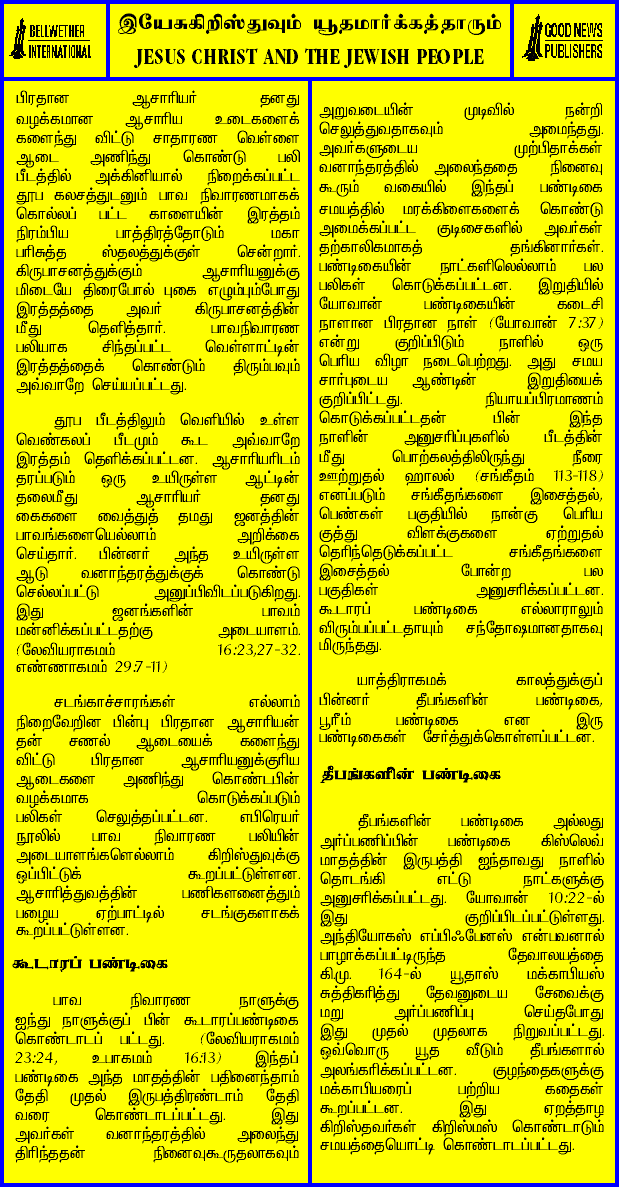 BELLWETHER
INTERNATIONAL
இயேசுகிறிஸ்துவும் யூதமார்க்கத்தாரும்
JESUS CHRIST AND THE JEWISH PEOPLE
GOOD NEWS
PUBLISHERS
பிரதான ஆசாரியர் தனது
வழக்கமான ஆசாரிய உடைகளைக்
களைந்து விட்டு சாதாரண வெள்ளை
ஆடை அணிந்து கொண்டு பலி
பீடத்தில் அக்கினியால் நிறைக்கப்பட்ட
தூப கலசத்துடனும் பாவ நிவாரணமாகக்
கொல்லப் பட்ட காளையின் இரத்தம்
நிரம்பிய பாத்திரத்தோடும் மகா
பரிசுத்த ஸ்தலத்துக்குள் சென்றார்.
கிருபாசனத்துக்கும் ஆசாரியனுக்கு
மிடையே திரைபோல் புகை எழும்பும்போது
இரத்தத்தை அவர் கிருபாசனத்தின்
மீது தெளித்தார். பாவநிவாரண
பலியாக சிந்தப்பட்ட வெள்ளாட்டின்
இரத்தத்தைக் கொண்டும் திரும்பவும்
அவ்வாறே செய்யப்பட்டது.
தூப பீடத்திலும் வெளியில் உள்ள
வெண்கலப் பீடமும் கூட அவ்வாறே
இரத்தம் தெளிக்கப்பட்டன. ஆசாரியரிடம்
தரப்படும் ஒரு உயிருள்ள ஆட்டின்
தலைமீது ஆசாரியர் தனது
கைகளை வைத்துத் தமது ஜனத்தின்
பாவங்களையெல்லாம் அறிக்கை
செய்தார். பின்னர் அந்த உயிருள்ள
ஆடு வனாந்தரத்துக்குக் கொண்டு
செல்லப்பட்டு அனுப்பிவிடப்படுகிறது.
இது ஜனங்களின் பாவம்
மன்னிக்கப்பட்டதற்கு அடையாளம்.
(லேவியராகமம் 16:23,27-32.
எண்ணாகமம் 29:7-11)
சடங்காச்சாரங்கள் எல்லாம்
நிறைவேறின பின்பு பிரதான ஆசாரியன்
தன் சணல் ஆடையைக் களைந்து
விட்டு பிரதான ஆசாரியனுக்குரிய
ஆடைகளை அணிந்து கொண்டபின்
வழக்கமாக கொடுக்கப்படும்
பலிகள் செலுத்தப்பட்டன. எபிரெயர்
நூலில் பாவ நிவாரண பலியின்
அடையாளங்களெல்லாம் கிறிஸ்துவுக்கு
ஒப்பிட்டுக் கூறப்பட்டுள்ளன.
ஆசாரித்துவத்தின் பணிகளனைத்தும்
பழைய ஏற்பாட்டில் சடங்குகளாகக்
கூறப்பட்டுள்ளன.
கூடாரப் பண்டிகை
பாவ நிவாரண நாளுக்கு
ஐந்து நாளுக்குப் பின் கூடாரப்பண்டிகை
கொண்டாடப் பட்டது. (லேவியராகமம்
23:24, உபாகமம் 16:13) இந்தப்
பண்டிகை அந்த மாதத்தின் பதினைந்தாம்
தேதி முதல் இருபத்திரண்டாம் தேதி
வரை கொண்டாடப்பட்டது. இது
அவர்கள் வனாந்தரத்தில் அலைந்து
திரிந்ததன் நினைவுகூருதலாகவும்
அறுவடையின் முடிவில் நன்றி
செலுத்துவதாகவும் அமைந்தது.
அவர்களுடைய முற்பிதாக்கள்
வனாந்தரத்தில் அலைந்ததை நினைவு
கூரும் வகையில் இந்தப் பண்டிகை
சமயத்தில் மரக்கிளைகளைக் கொண்டு
அமைக்கப்பட்ட குடிசைகளில் அவர்கள்
தற்காலிகமாகத் தங்கினார்கள்.
பண்டிகையின் நாட்களிலெல்லாம் பல
பலிகள் கொடுக்கப்பட்டன. இறுதியில்
யோவான் பண்டிகையின் கடைசி
நாளான பிரதான நாள் (யோவான் 7:37)
என்று குறிப்பிடும் நாளில் ஒரு
பெரிய விழா நடைபெற்றது. அது சமய
சார்புடைய ஆண்டின் இறுதியைக்
குறிப்பிட்டது. நியாயப்பிரமாணம்
கொடுக்கப்பட்டதன் பின் இந்த
நாளின் அனுசரிப்புகளில் பீடத்தின்
மீது பொற்கலத்திலிருந்து நீரை
ஊற்றுதல் ஹாலல் (சங்கீதம் 113-118)
எனப்படும் சங்கீதங்களை இசைத்தல்,
பெண்கள் பகுதியில் நான்கு பெரிய
குத்து விளக்குகளை ஏற்றுதல்
தெரிந்தெடுக்கப்பட்ட சங்கீதங்களை
இசைத்தல் போன்ற பல
பகுதிகள் அனுசரிக்கப்பட்டன.
கூடாரப் பண்டிகை எல்லாராலும்
விரும்பப்பட்டதாயும் சந்தோஷமானதாகவு
மிருந்தது.
யாத்திராகமக் காலத்துக்குப்
பின்னர் தீபங்களின் பண்டிகை,
பூரீம் பண்டிகை என இரு
பண்டிகைகள் சேர்த்துக்கொள்ளப்பட்டன.
தீபங்களின் பண்டிகை
தீபங்களின் பண்டிகை அல்லது
அர்ப்பணிப்பின் பண்டிகை கிஸ்லெவ்
மாதத்தின் இருபத்தி ஐந்தாவது நாளில்
தொடங்கி எட்டு நாட்களுக்கு
அனுசரிக்கப்பட்டது. யோவான் 10:22-ல்
இது குறிப்பிடப்பட்டுள்ளது.
அந்தியோகஸ் எப்பிஃபேனஸ் என்பவனால்
பாழாக்கப்பட்டிருந்த தேவாலயத்தை
கி.மு. 164-ல் யூதாஸ் மக்காபியஸ்
சுத்திகரித்து தேவனுடைய சேவைக்கு
மறு அர்ப்பணிப்பு செய்தபோது
இது முதல் முதலாக நிறுவப்பட்டது.
ஒவ்வொரு யூத வீடும் தீபங்களால்
அலங்கரிக்கப்பட்டன. குழந்தைகளுக்கு
மக்காபியரைப் பற்றிய கதைகள்
கூறப்பட்டன. இது ஏறத்தாழ
கிறிஸ்தவர்கள் கிறிஸ்மஸ் கொண்டாடும்
சமயத்தையொட்டி கொண்டாடப்பட்டது.